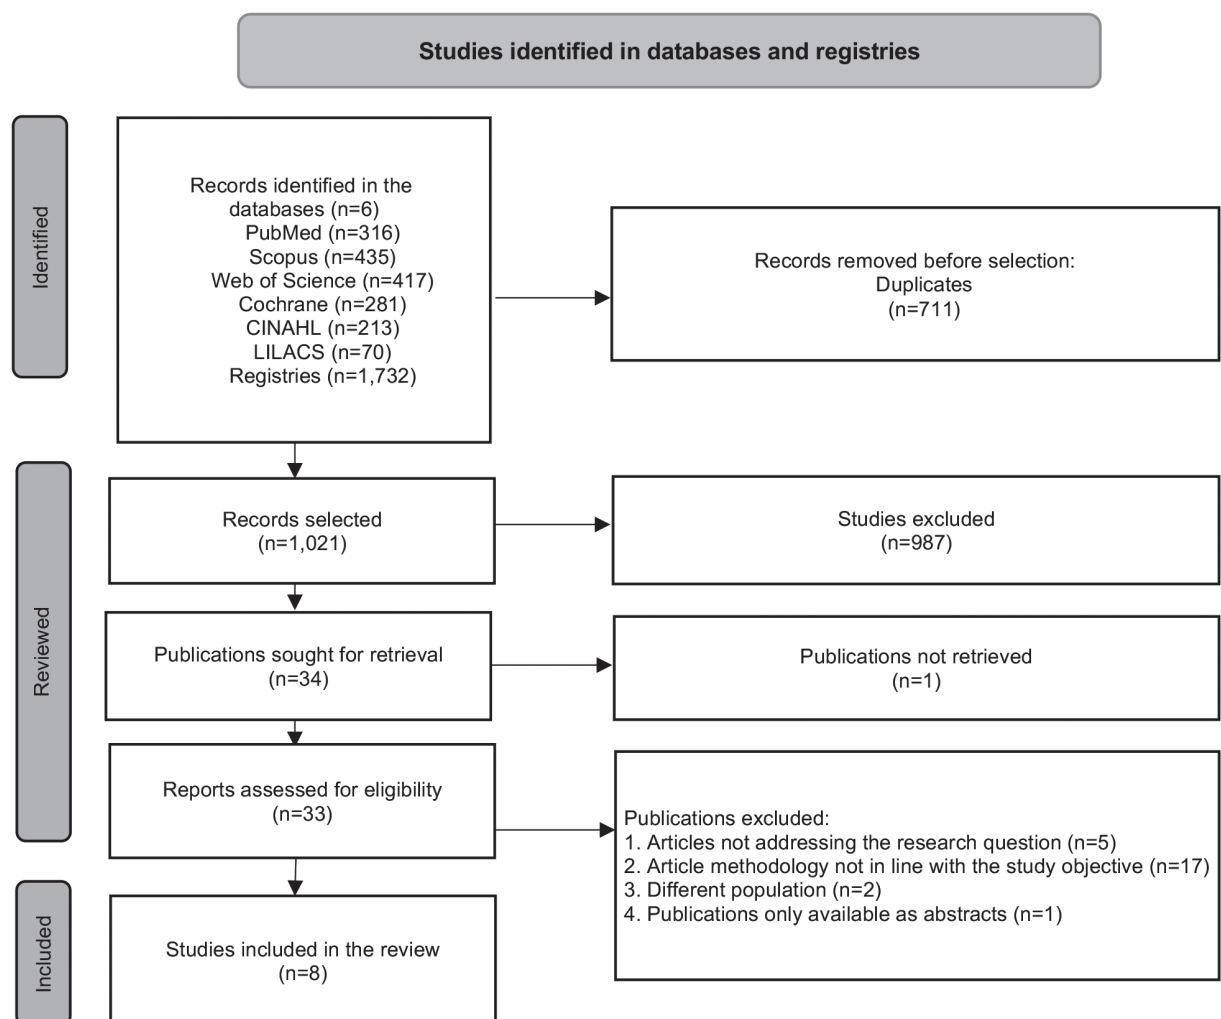 Studies identified in databases and registries
Identified
Records identified in the
databases (n=6)
PubMed (n=316)
Scopus (n=435)
Web of Science (n=417)
Cochrane (n=281)
CINAHL (n=213)
LILACS (n=70)
Registries (n=1,732)
Records removed before selection:
Duplicates
(n=711)
Reviewed
Records selected
(n=1,021)
Studies excluded
(n=987)
Publications sought for retrieval
(n=34)
Publications not retrieved
(n=1)
Reports assessed for eligibility
(n=33)
Publications excluded:
1. Articles not addressing the research question (n=5)
2. Article methodology not in line with the study objective (n=17)
3. Different population (n=2)
4. Publications only available as abstracts (n=1)
Included
Studies included in the review
(n=8)